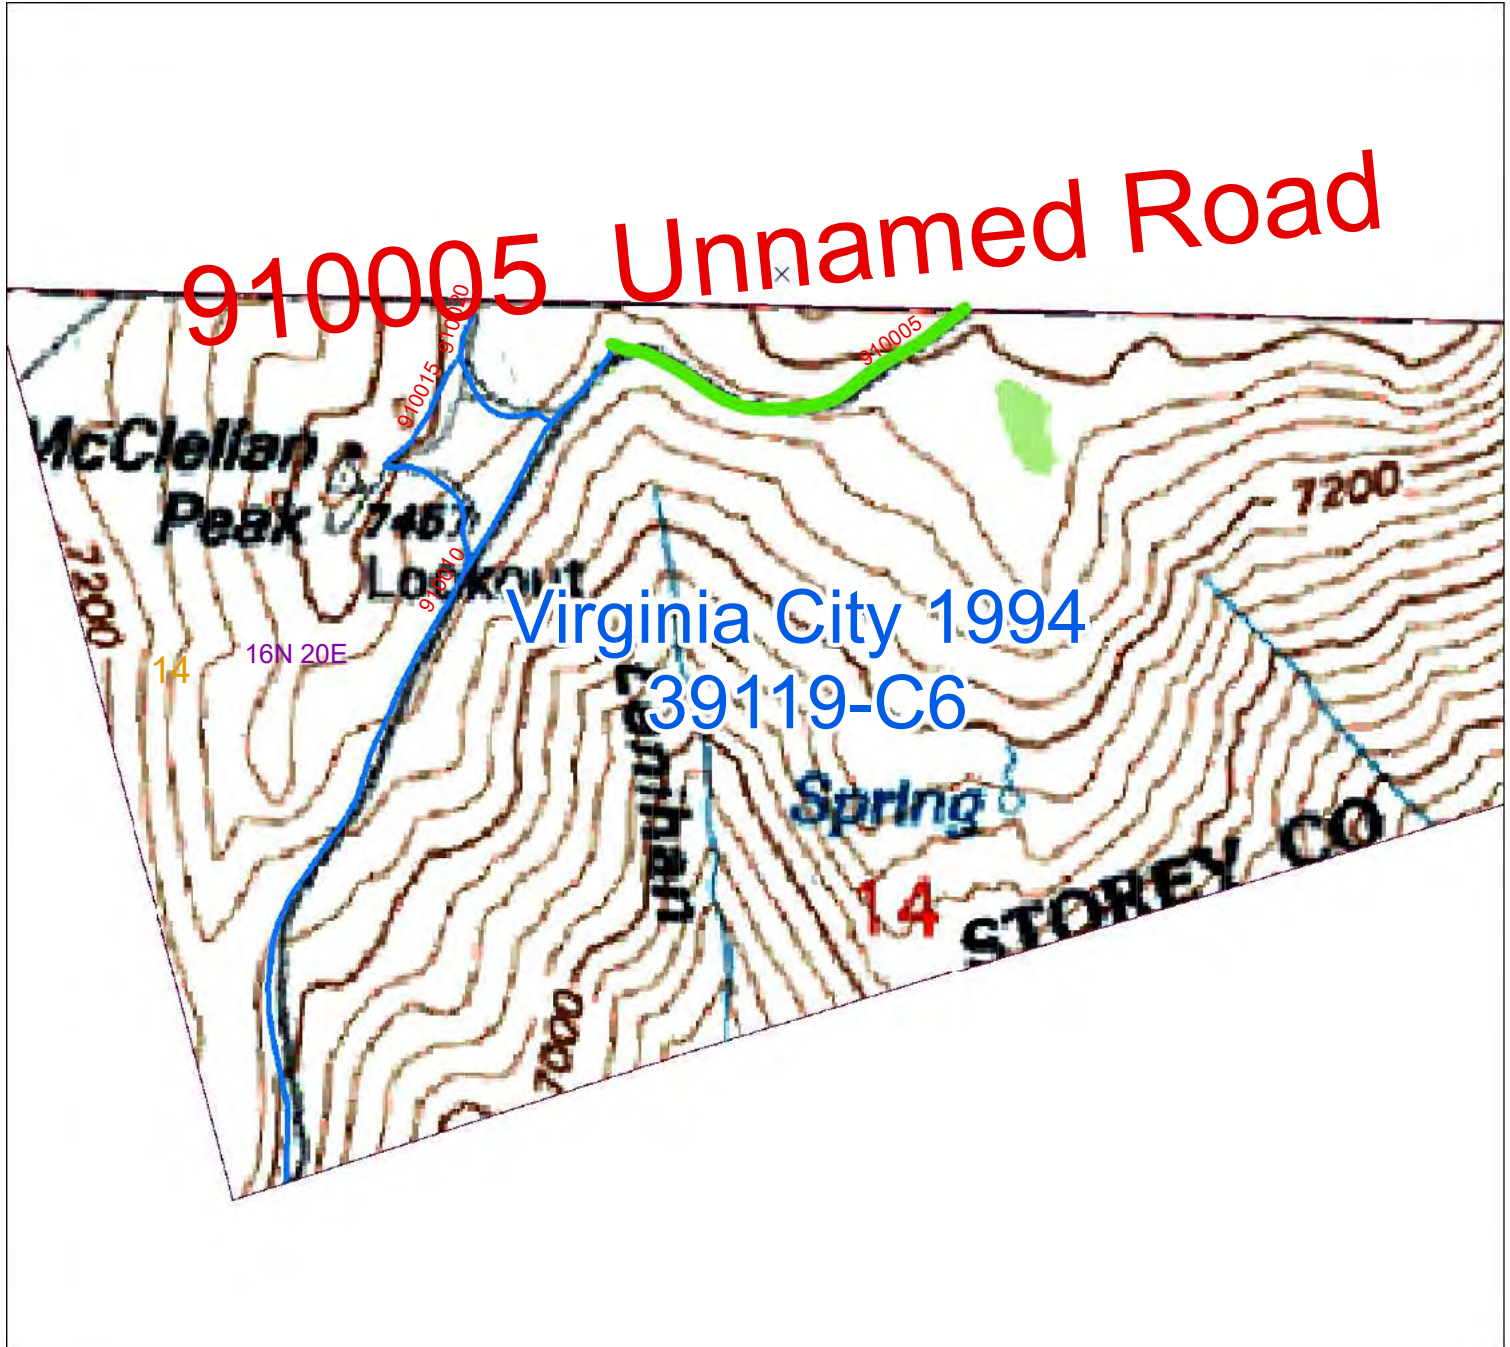 910005 Unnamed Road
910020
910005
910015
McClellan
Peak
7457
Lookout
910010
7200
7200
Virginia City 1994
39119-C6
16N 20E
14
Lenihan
Spring
14
STOREY CO
7000